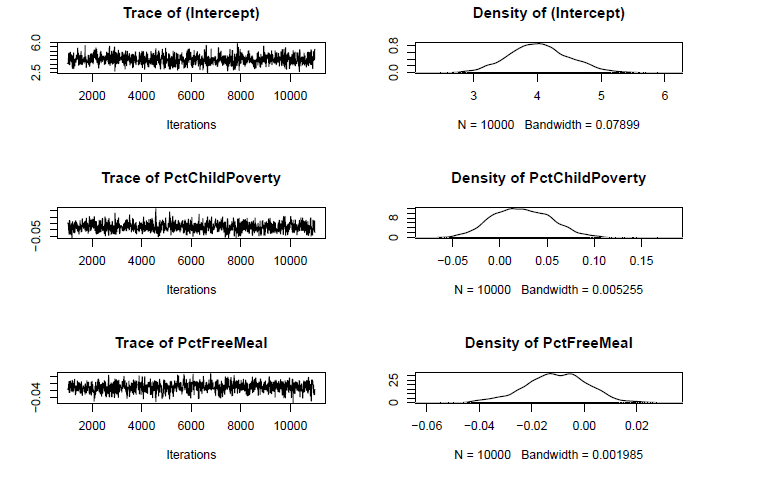 Trace of (Intercept)
6.0
2.5
2000 4000 6000 8000 10000
Iterations
Density of (Intercept)
0.8
0.0
3 4 5 6
N = 10000 Bandwidth = 0.07899
Trace of PctChildPoverty
−0.05
2000 4000 6000 8000 10000
Iterations
Density of PctChildPoverty
8
0
−0.05 0.00 0.05 0.10 0.15
N = 10000 Bandwidth = 0.005255
Trace of PctFreeMeal
−0.04
2000 4000 6000 8000 10000
Iterations
Density of PctFreeMeal
25
0
−0.06 −0.04 −0.02 0.00 0.02
N = 10000 Bandwidth = 0.001985